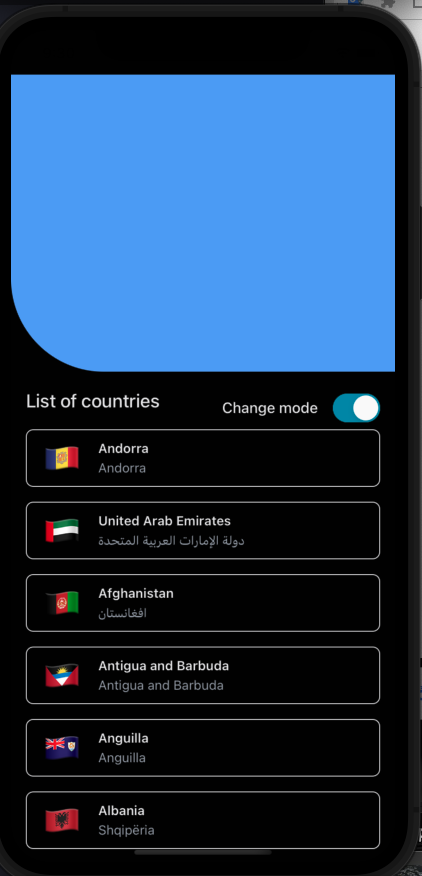 List of countries
Change mode
Andorra
Andorra
United Arab Emirates
دولة الإمارات العربية المتحدة
Afghanistan
افغانستان
Antigua and Barbuda
Antigua and Barbuda
Anguilla
Anguilla
Albania
Shqipëria